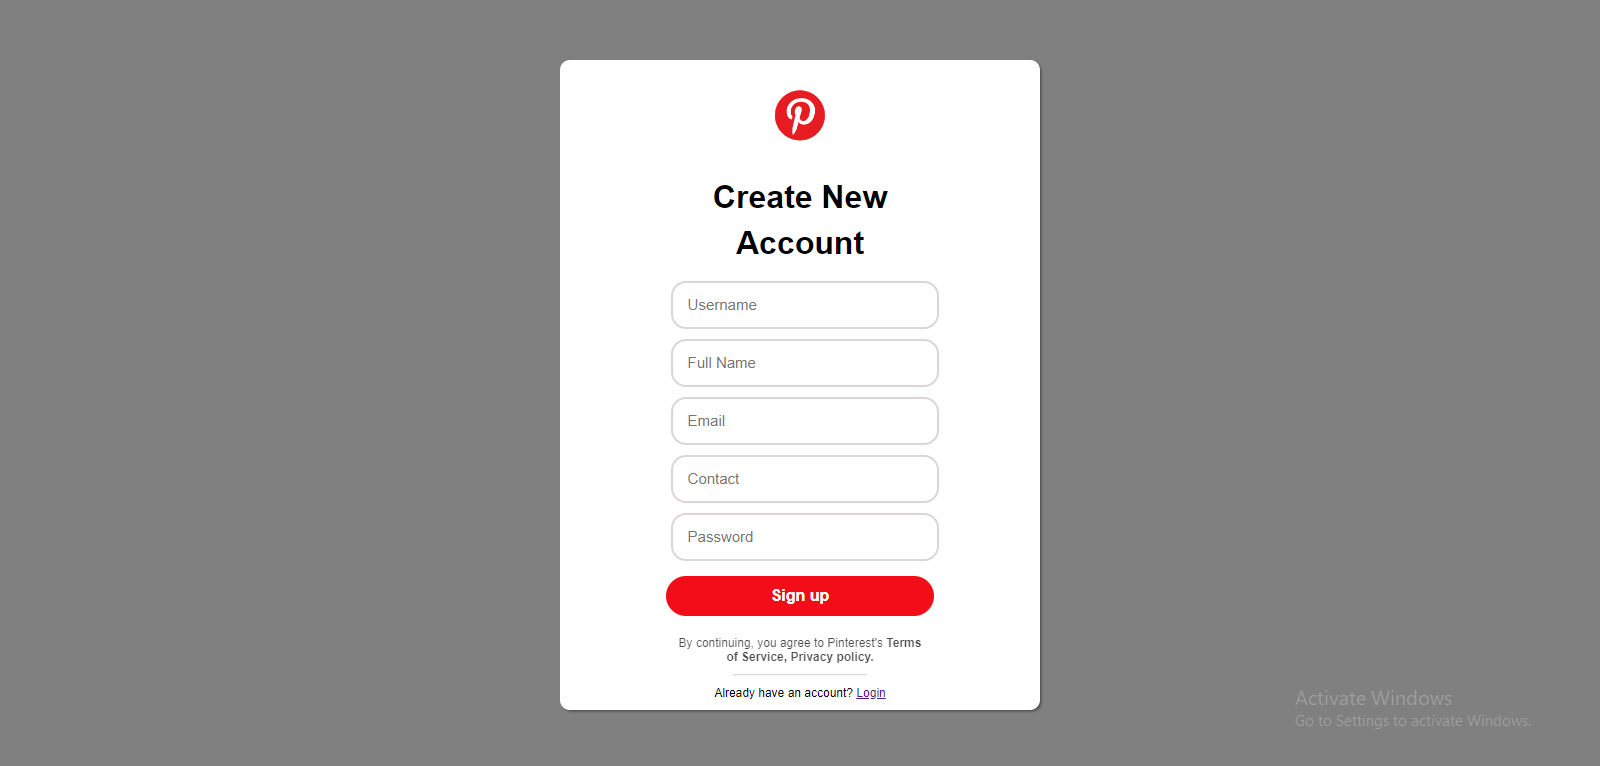 Create New
Account
Username
Full Name
Email
Contact
Password
Sign up
By continuing, you agree to Pinterest's Terms
of Service, Privacy policy.
Already have an account? Login
Activate Windows
Go to Settings to activate Windows.